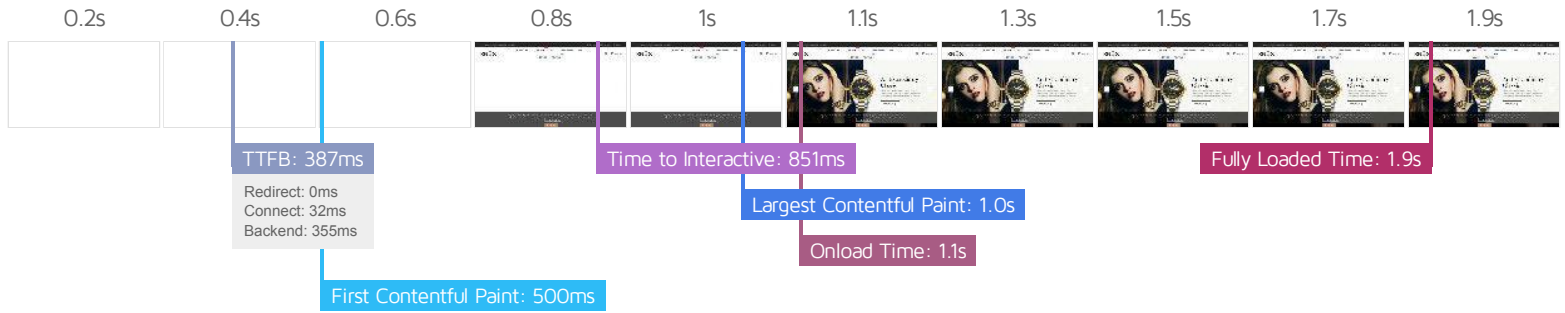 0.2s 0.4s 0.6s 0.8s 1s 1.1s 1.3s 1.5s 1.7s 1.9s
TTFB: 387ms
Redirect: 0ms
Connect: 32ms
Backend: 355ms
Time to Interactive: 851ms
Fully Loaded Time: 1.9s
Largest Contentful Paint: 1.0s
Onload Time: 1.1s
First Contentful Paint: 500ms